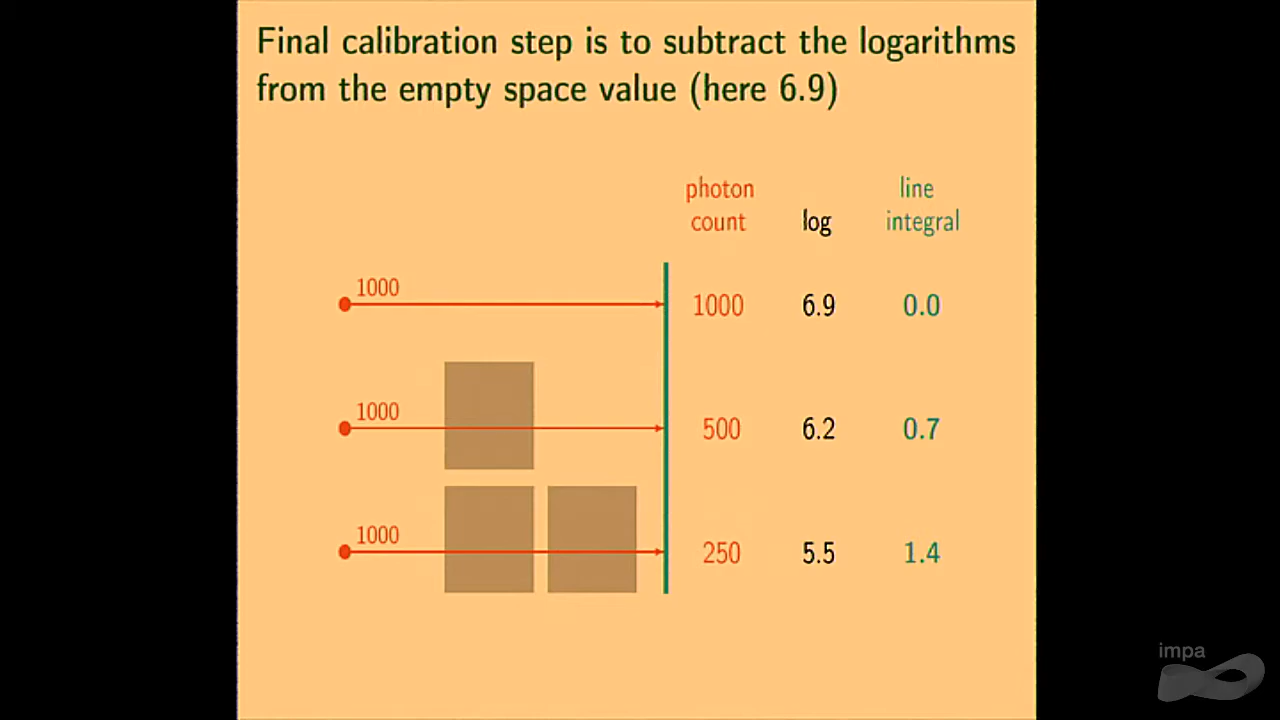 Final calibration step is to subtract the logarithms
from the empty space value (here 6.9)
photon count
log
line integral
1000
1000
6.9
0.0
1000
500
6.2
0.7
1000
250
5.5
1.4
impa